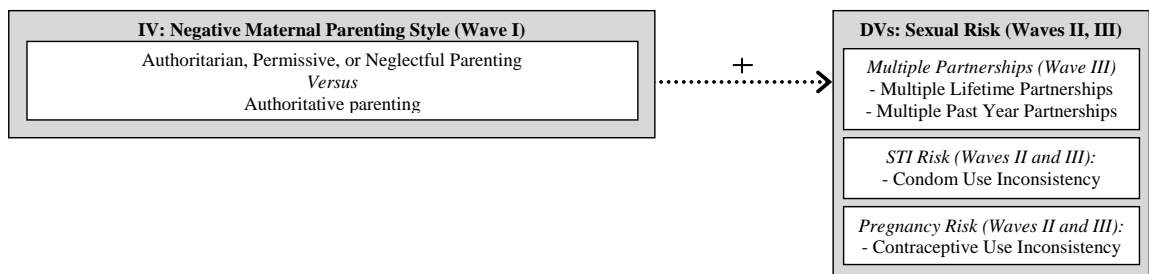 IV: Negative Maternal Parenting Style (Wave I)
Authoritarian, Permissive, or Neglectful Parenting
Versus
Authoritative parenting
+
DVs: Sexual Risk (Waves II, III)
Multiple Partnerships (Wave III)
- Multiple Lifetime Partnerships
- Multiple Past Year Partnerships
STI Risk (Waves II and III):
- Condom Use Inconsistency
Pregnancy Risk (Waves II and III):
- Contraceptive Use Inconsistency